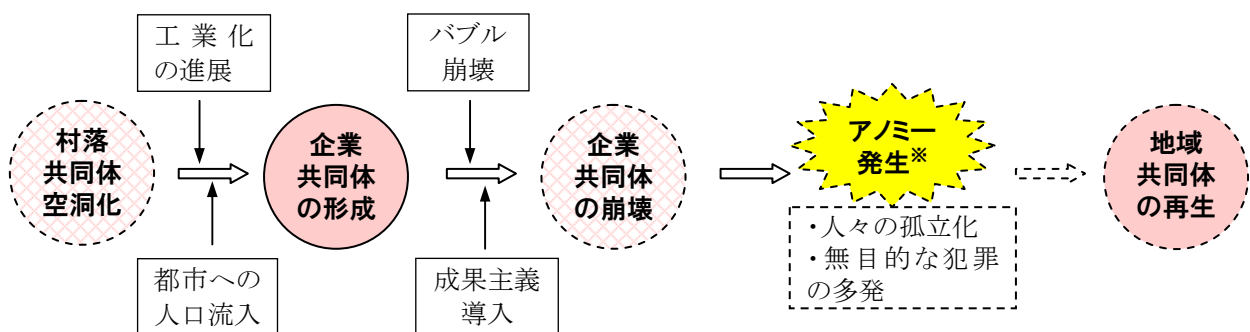 工業化
の進展
バブル
崩壊
村落
共同体
空洞化
企業
共同体
の形成
企業
共同体
の崩壊
アノミー
発生※
地域
共同体
の再生
都市への
人口流入
成果主義
導入
・人々の孤立化
・無目的な犯罪
の多発